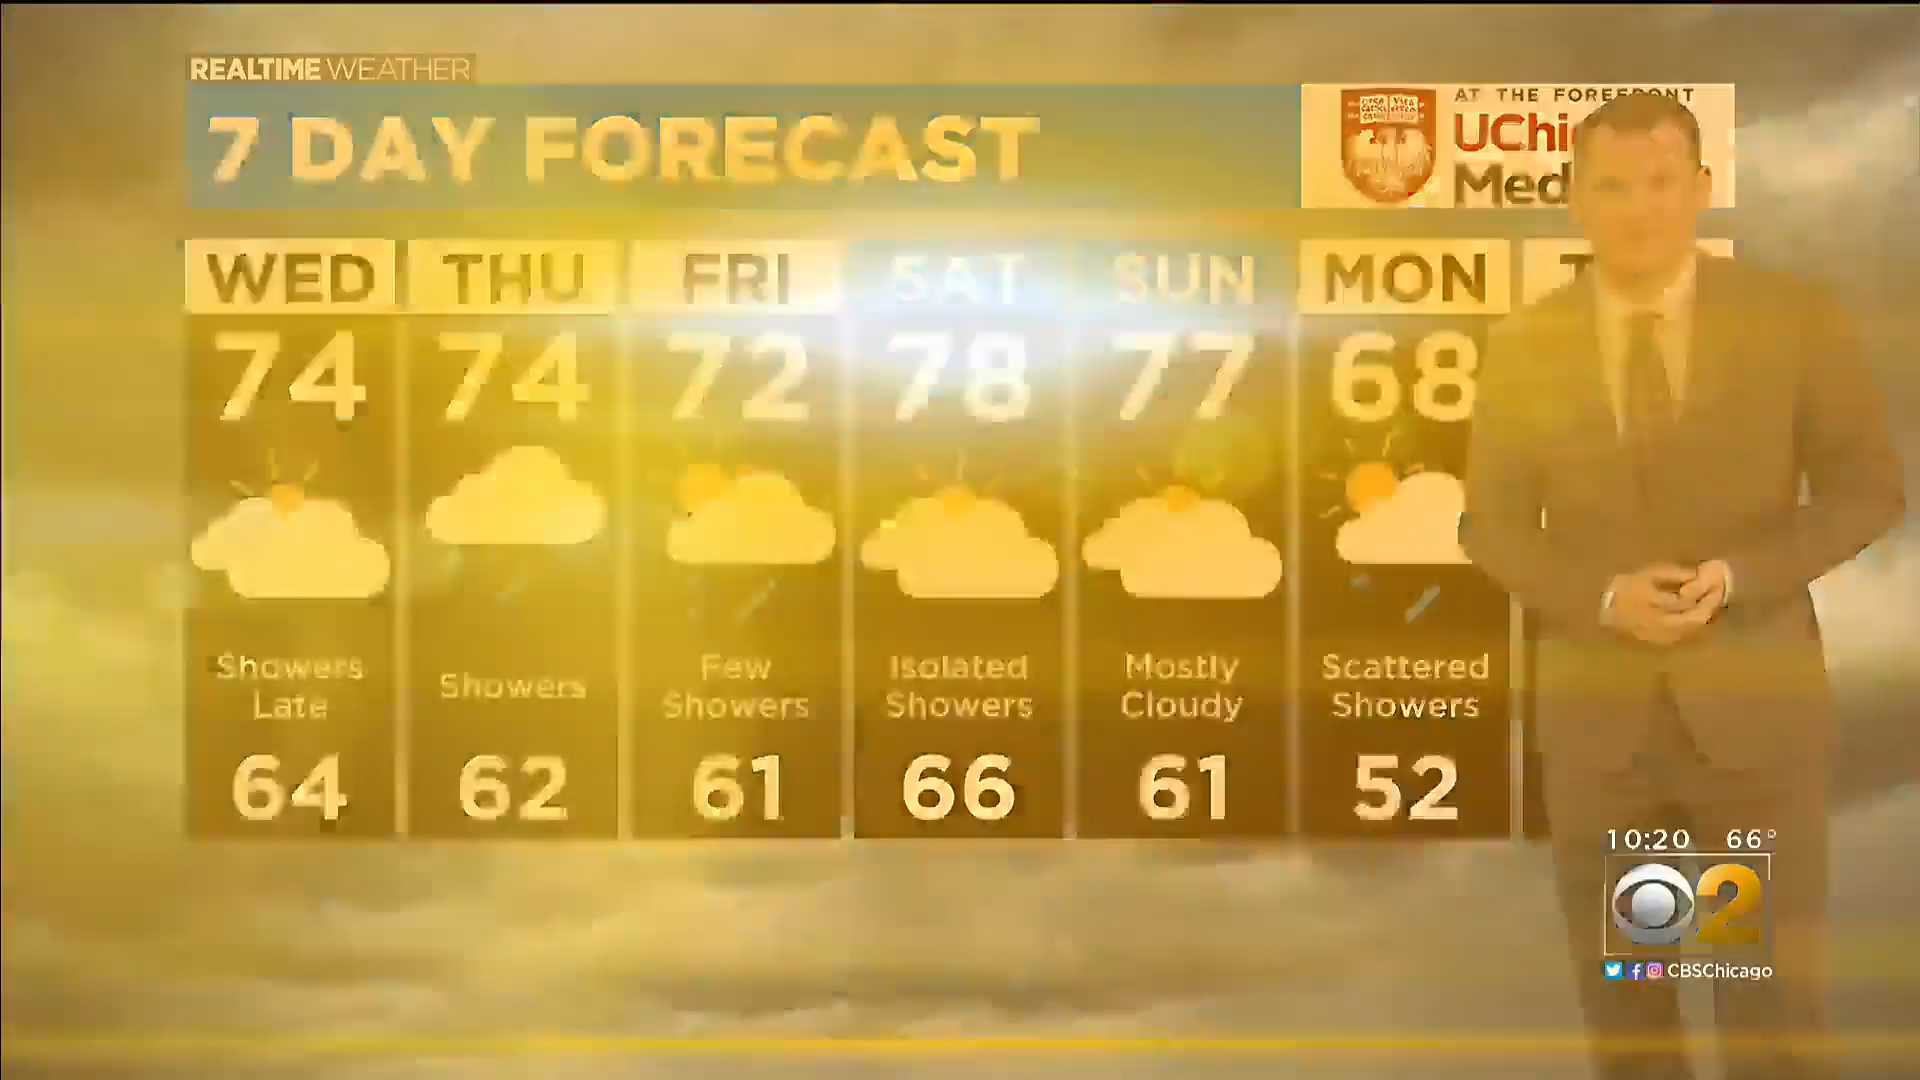 REALTIME WEATHER
7 DAY FORECAST
AT THE FOREFRONT
UChi
Med
WED
THU
FRI
SAT
SUN
MON
T
74
74
72
78
77
68
Showers
Late
Showers
Few
Showers
Isolated
Showers
Mostly
Cloudy
Scattered
Showers
64
62
61
66
61
52
10:20 66°
2
CBSChicago